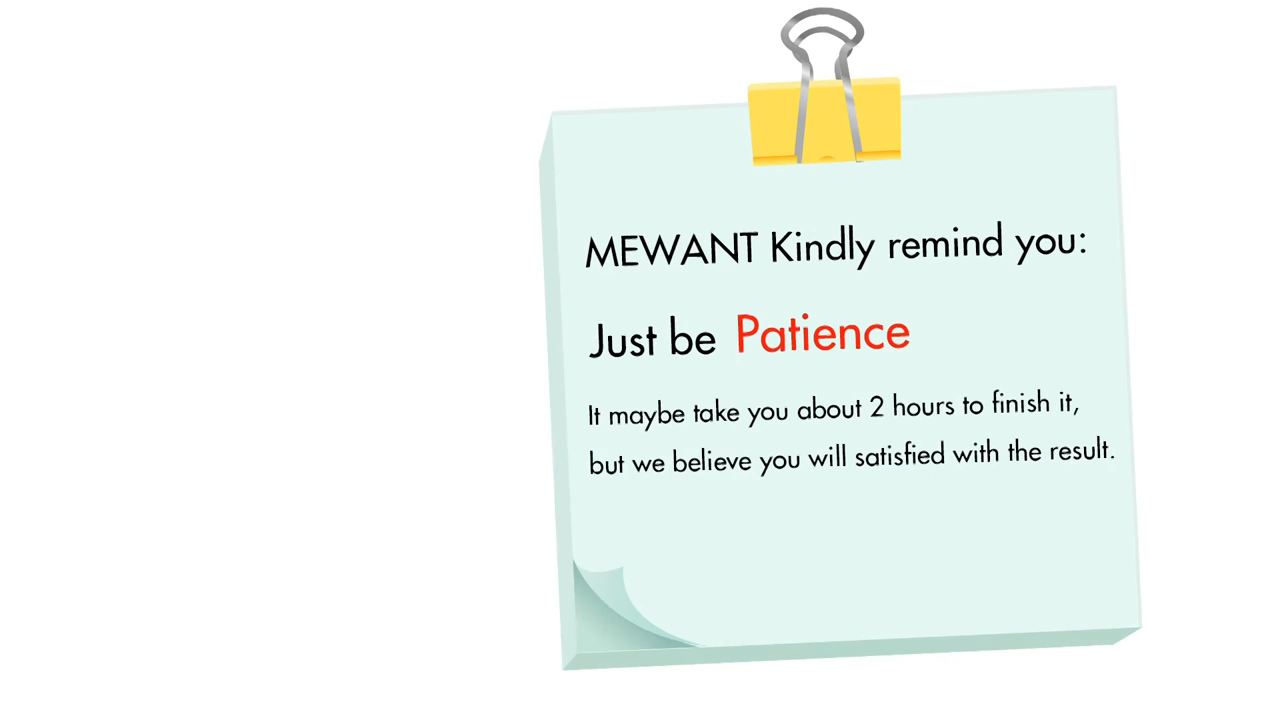 MEWANT Kindly remind you:
Just be Patience
It maybe take you about 2 hours to finish it,
but we believe you will satisfied with the result.